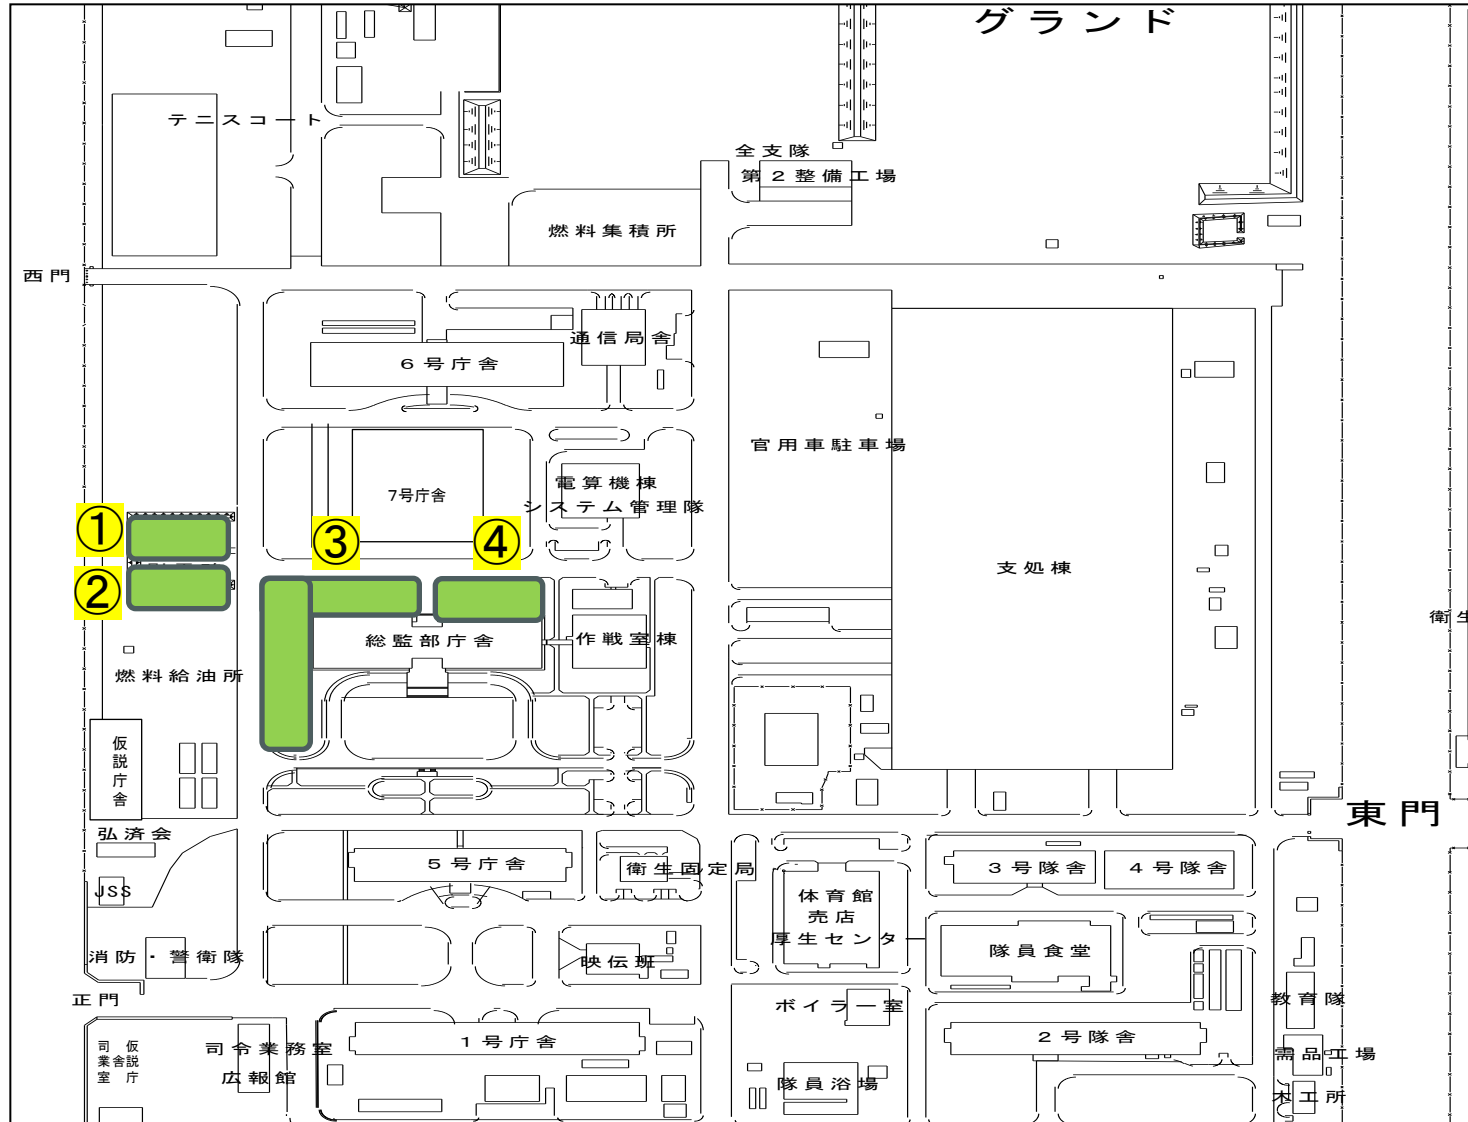 グランド
テニスコート
全支隊
第２整備工場
燃料集積所
西門
通信局舎
６号庁舎
官用車駐車場
7号庁舎
電算機棟
システム管理隊
①
③
④
②
支処棟
衛生
総監部庁舎
作戦室棟
燃料給油所
仮説庁舎
東門
弘済会
５号庁舎
衛生固定局
３号隊舎
４号隊舎
JSS
体育館
売店
厚生センター
消防・警衛隊
映伝班
隊員食堂
正門
ボイラー室
教育隊
司業室
仮説庁舎
司令業務室
広報館
１号庁舎
２号隊舎
需品工場
隊員浴場
木工所